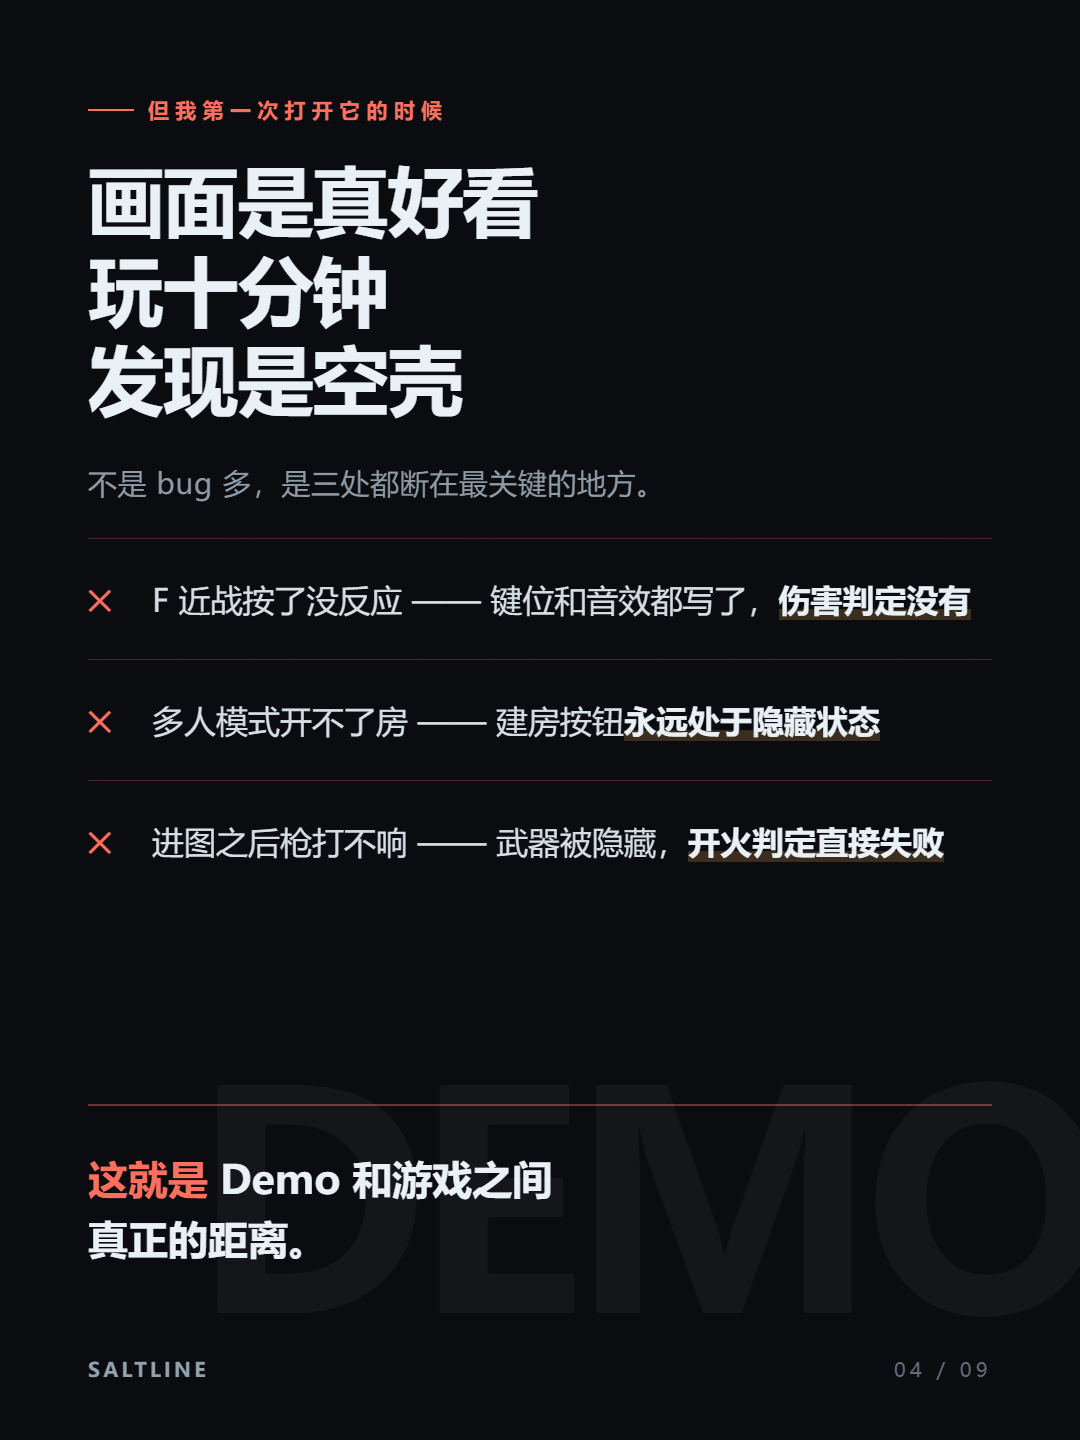 但我第一次打开它的时候
画面是真好看
玩十分钟
发现是空壳
不是 bug 多，是三处都断在最关键的地方。
× F 近战按了没反应 —— 键位和音效都写了，伤害判定没有
× 多人模式开不了房 —— 建房按钮永远处于隐藏状态
× 进图之后枪打不响 —— 武器被隐藏，开火判定直接失败
DEMO
这就是 Demo 和游戏之间
真正的距离。
SALTLINE
04 / 09